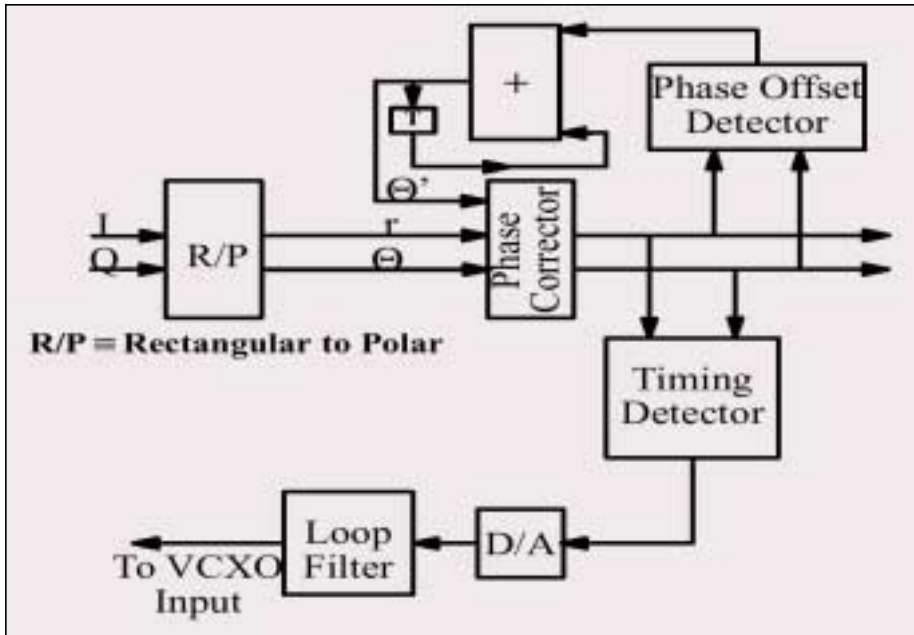 +
Phase Offset
Detector
T
Θ'
I
Q
R/P
r
Θ
Phase
Corrector
R/P = Rectangular to Polar
Timing
Detector
Loop
Filter
D/A
To VCXO
Input